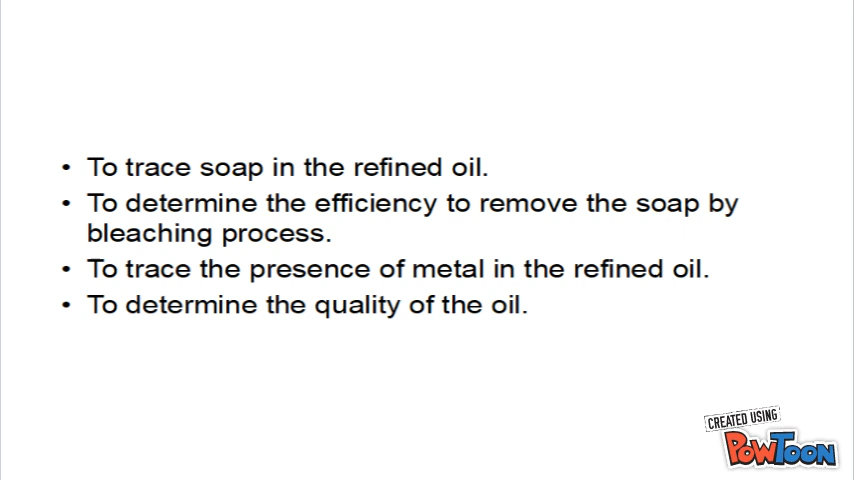 • To trace soap in the refined oil.
• To determine the efficiency to remove the soap by
bleaching process.
• To trace the presence of metal in the refined oil.
• To determine the quality of the oil.
CREATED USING
POWTOON